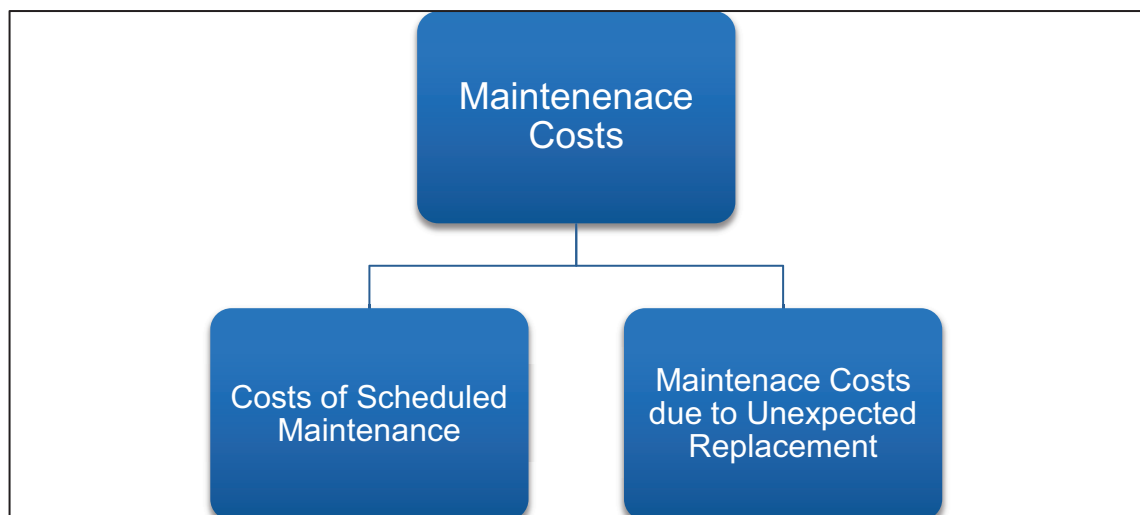 Maintenenace
Costs
Costs of Scheduled
Maintenance
Maintenace Costs
due to Unexpected
Replacement